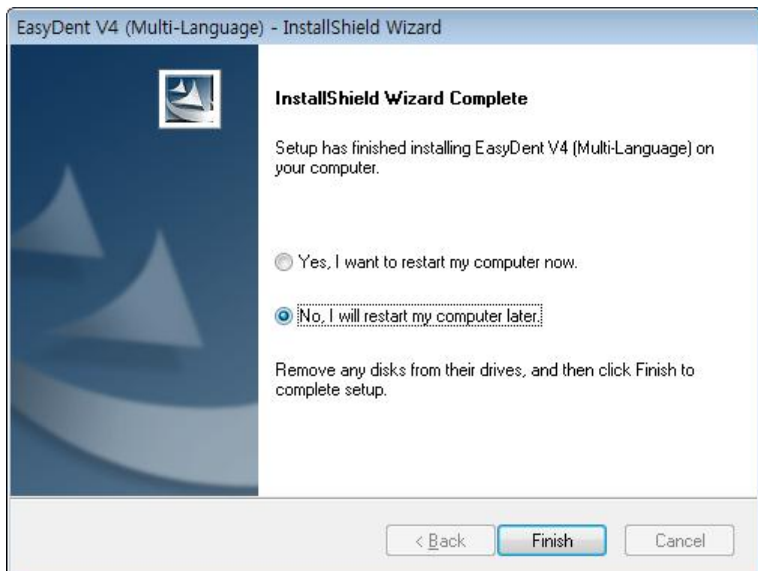 EasyDent V4 (Multi-Language) - InstallShield Wizard
InstallShield Wizard Complete
Setup has finished installing EasyDent V4 (Multi-Language) on
your computer.
Yes, I want to restart my computer now.
No, I will restart my computer later.
Remove any disks from their drives, and then click Finish to
complete setup.
< Back
Finish
Cancel